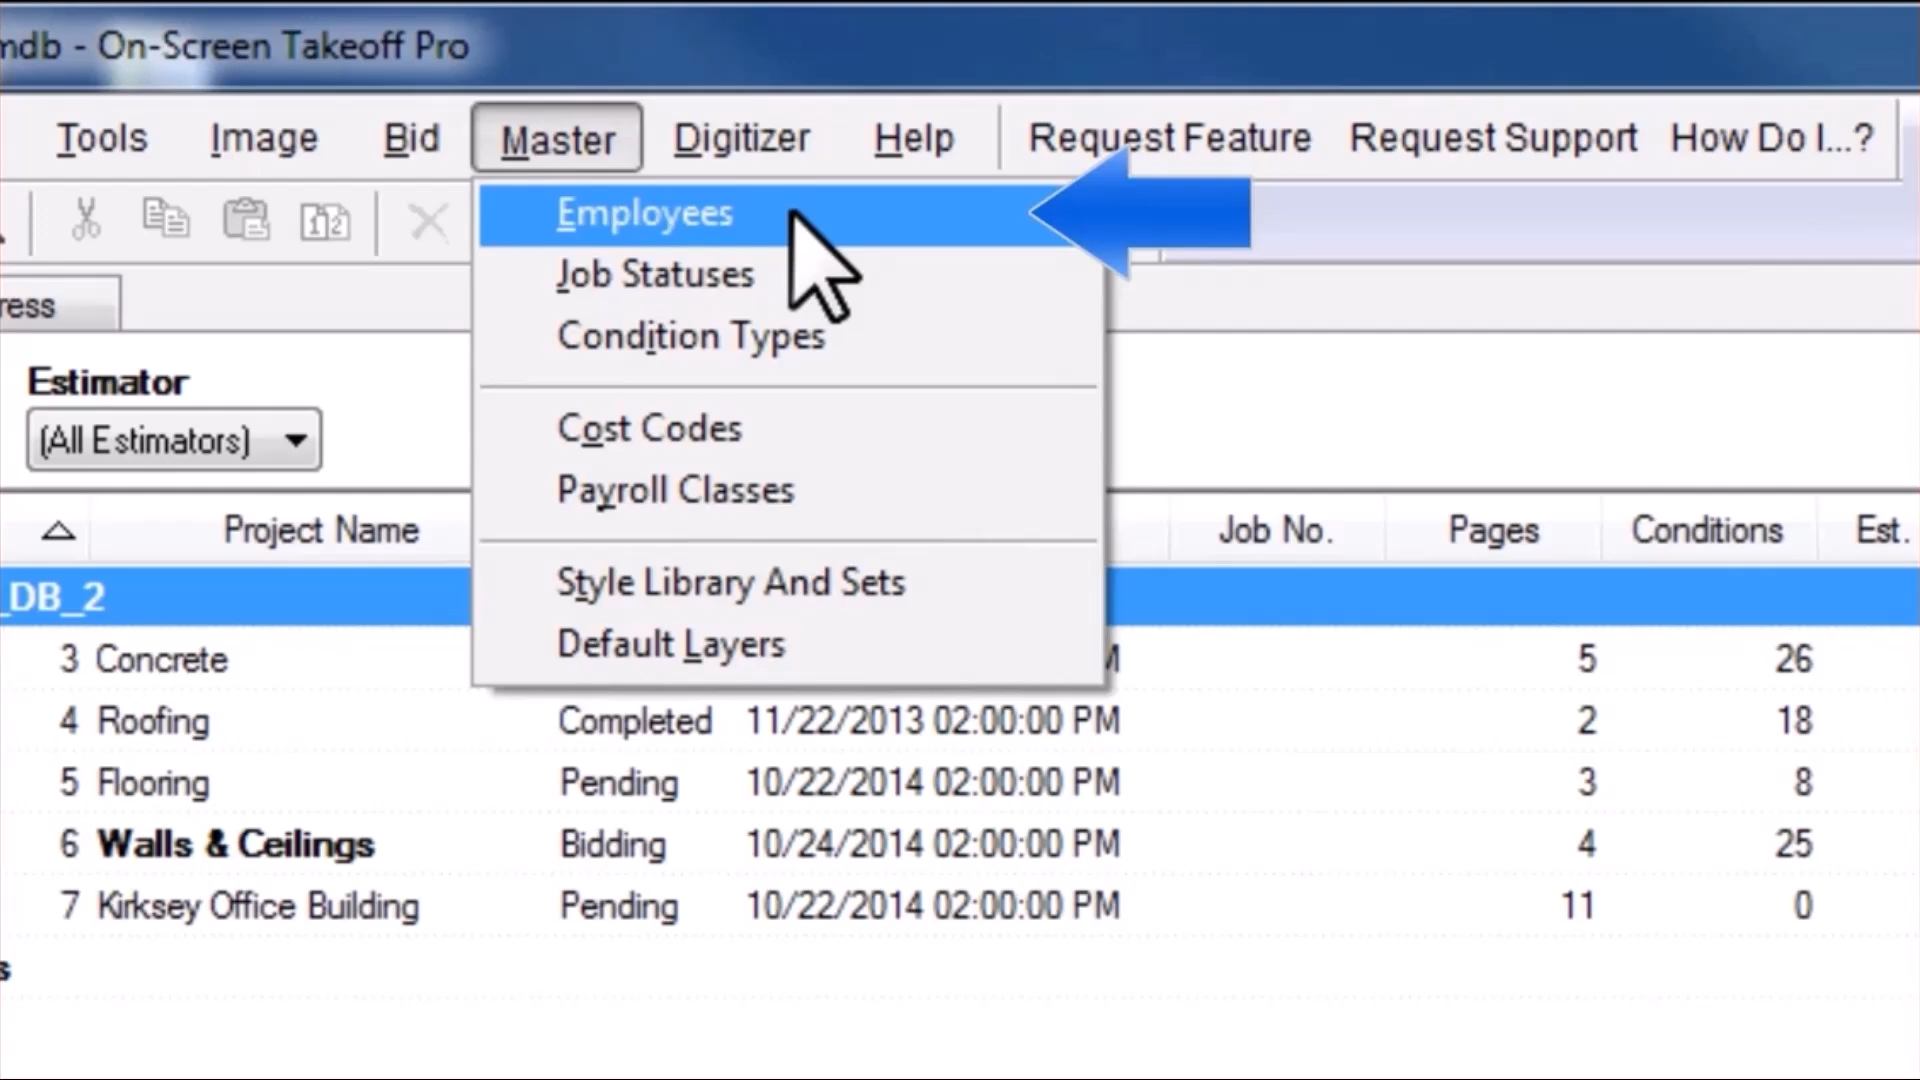 mdb - On-Screen Takeoff Pro
Tools Image Bid Master Digitizer Help Request Feature Request Support How Do I...?
Employees
Job Statuses
ress
Condition Types
Estimator
(All Estimators)
Cost Codes
Payroll Classes
Project Name Job No. Pages Conditions Est.
Style Library And Sets
_DB_2
Default Layers
3 Concrete M 5 26
4 Roofing Completed 11/22/2013 02:00:00 PM 2 18
5 Flooring Pending 10/22/2014 02:00:00 PM 3 8
6 Walls & Ceilings Bidding 10/24/2014 02:00:00 PM 4 25
7 Kirksey Office Building Pending 10/22/2014 02:00:00 PM 11 0
s